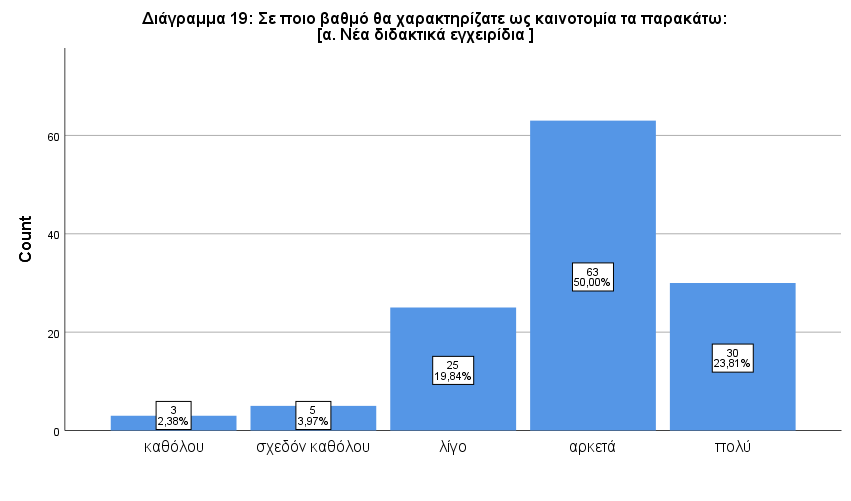 Διάγραμμα 19: Σε ποιο βαθμό θα χαρακτηρίζατε ως καινοτομία τα παρακάτω:
[α. Νέα διδακτικά εγχειρίδια ]
Count
60
40
20
0
3
2,38%
5
3,97%
25
19,84%
63
50,00%
30
23,81%
καθόλου
σχεδόν καθόλου
λίγο
αρκετά
πολύ